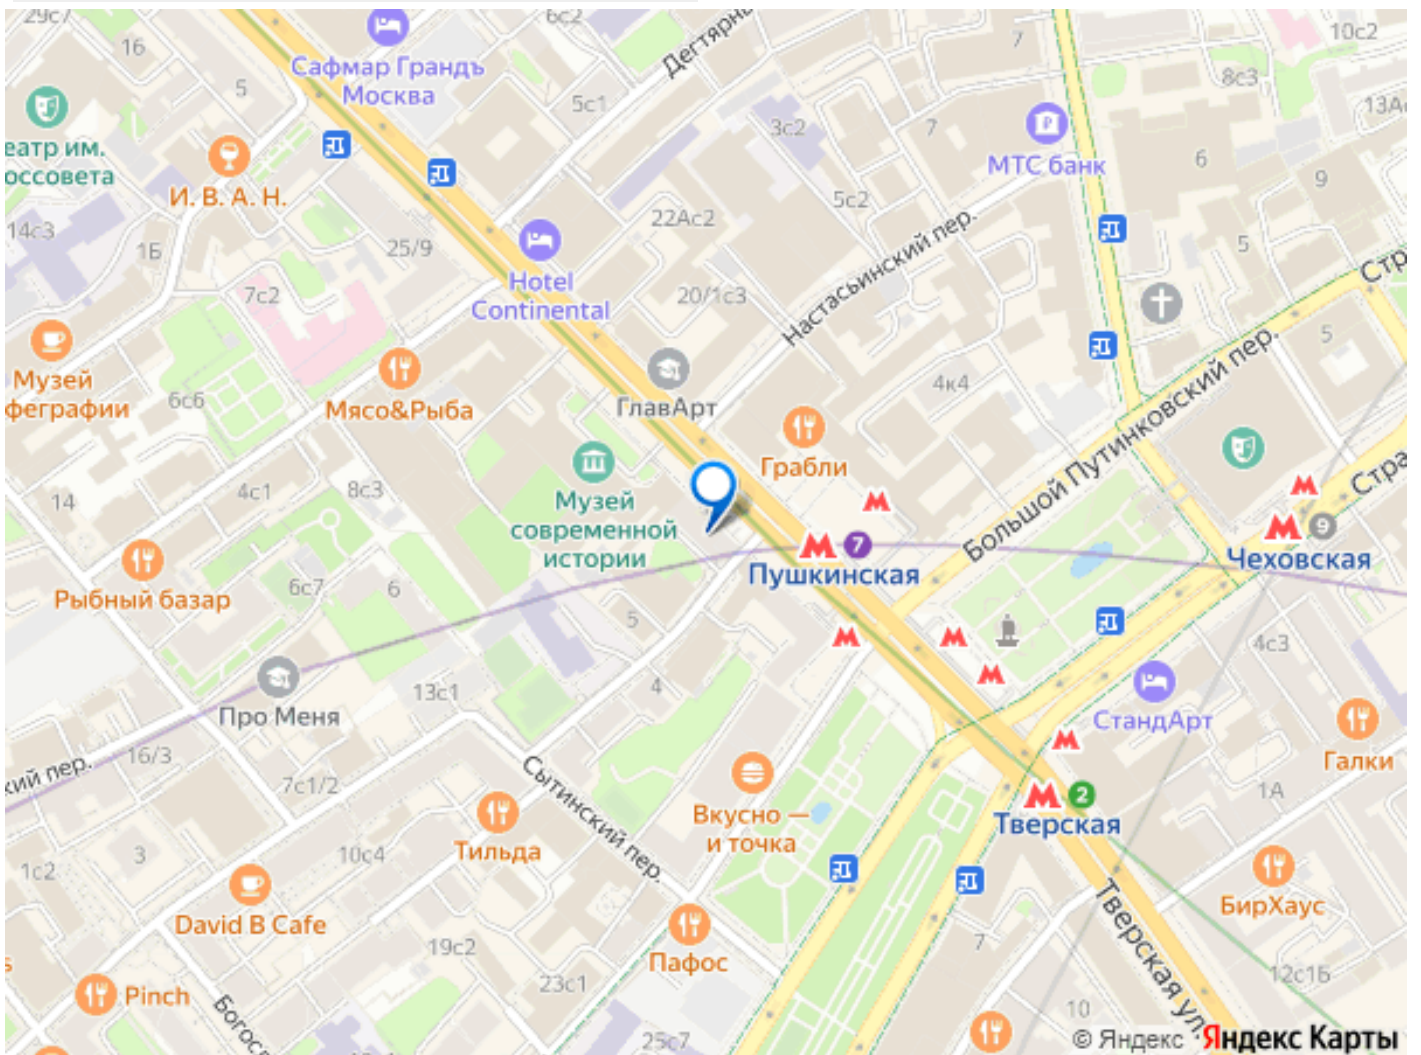 29с7
16
5
6с2
Сафмар Грандъ
Москва
5с1
Дегтярн
7
10с2
8с3
13А
3с2
7
МТС банк
6
9
еатр им.
оссовета
И. В. А. Н.
14с3
1Б
25/9
22Ас2
5с2
Настасьинский пер.
5
Стр
Hotel
Continental
7с2
20/1с3
5
Музей
феграфии
6с6
Мясо&Рыба
ГлавАрт
4к4
Большой Путинковский пер.
Грабли
Стра
14
4с1
8с3
Музей
современной
истории
7
Пушкинская
9
Чеховская
Рыбный базар
6с7
6
5
4с3
Про Меня
13с1
4
СтандАрт
Галки
кий пер.
16/3
7с1/2
Сытинский пер.
Вкусно —
и точка
2
Тверская
1А
3
1с2
10с4
Тильда
David B Cafe
БирХаус
Тверская ул.
19с2
Пафос
7
12с1Б
s
Pinch
23с1
Богосл
25с7
10
© Яндекс Яндекс Карты